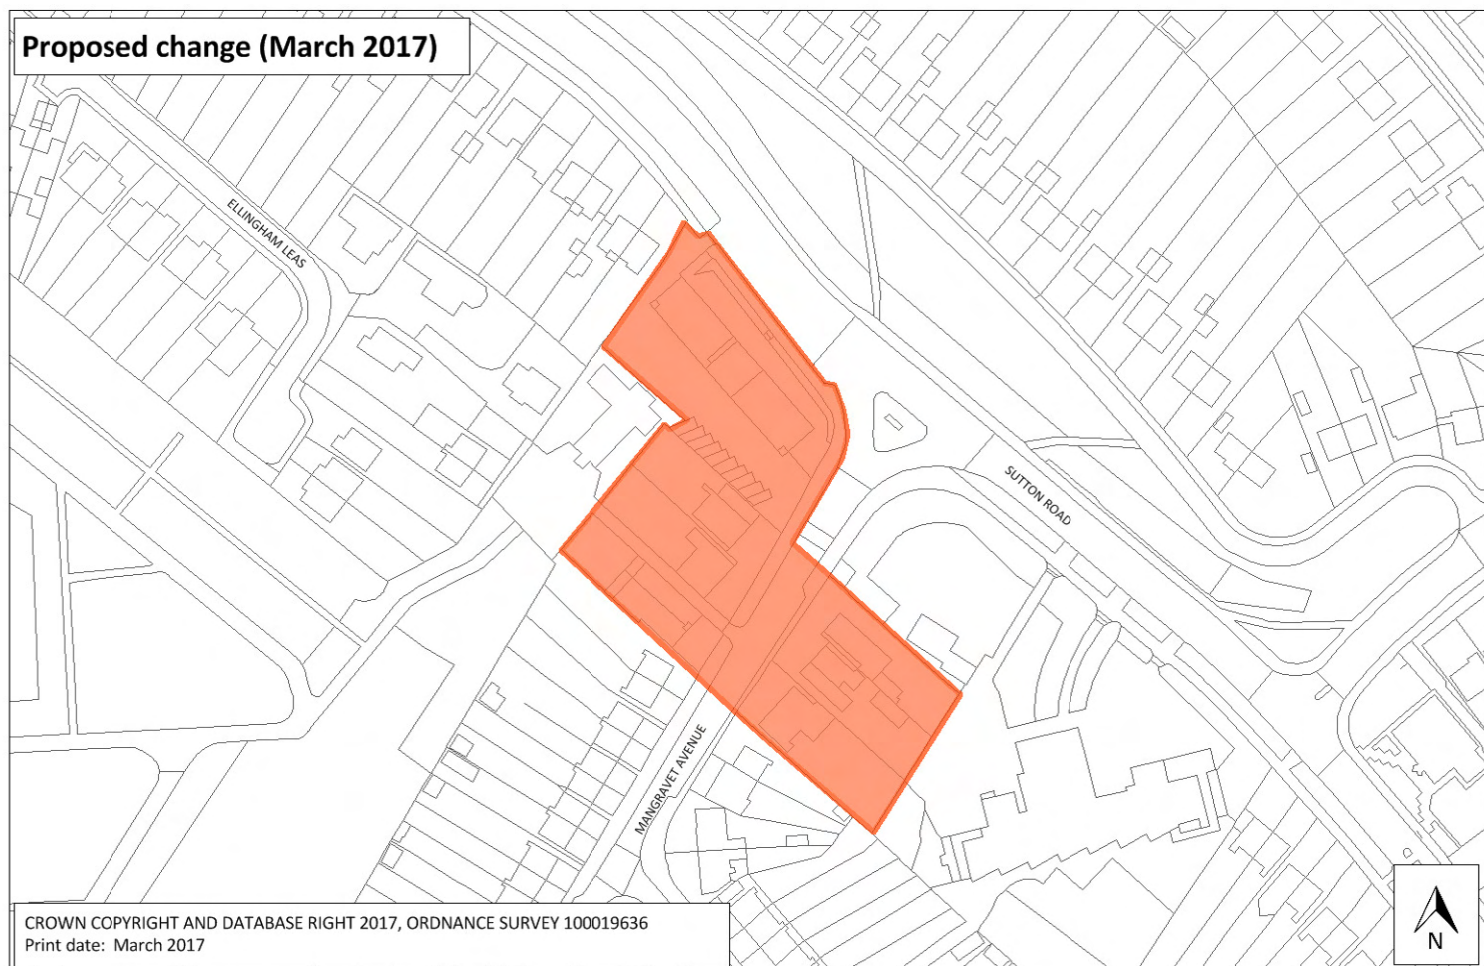 Proposed change (March 2017)
ELLINGHAM LEAS
SUTTON ROAD
MANGRAVET AVENUE
CROWN COPYRIGHT AND DATABASE RIGHT 2017, ORDNANCE SURVEY 100019636
Print date: March 2017
N